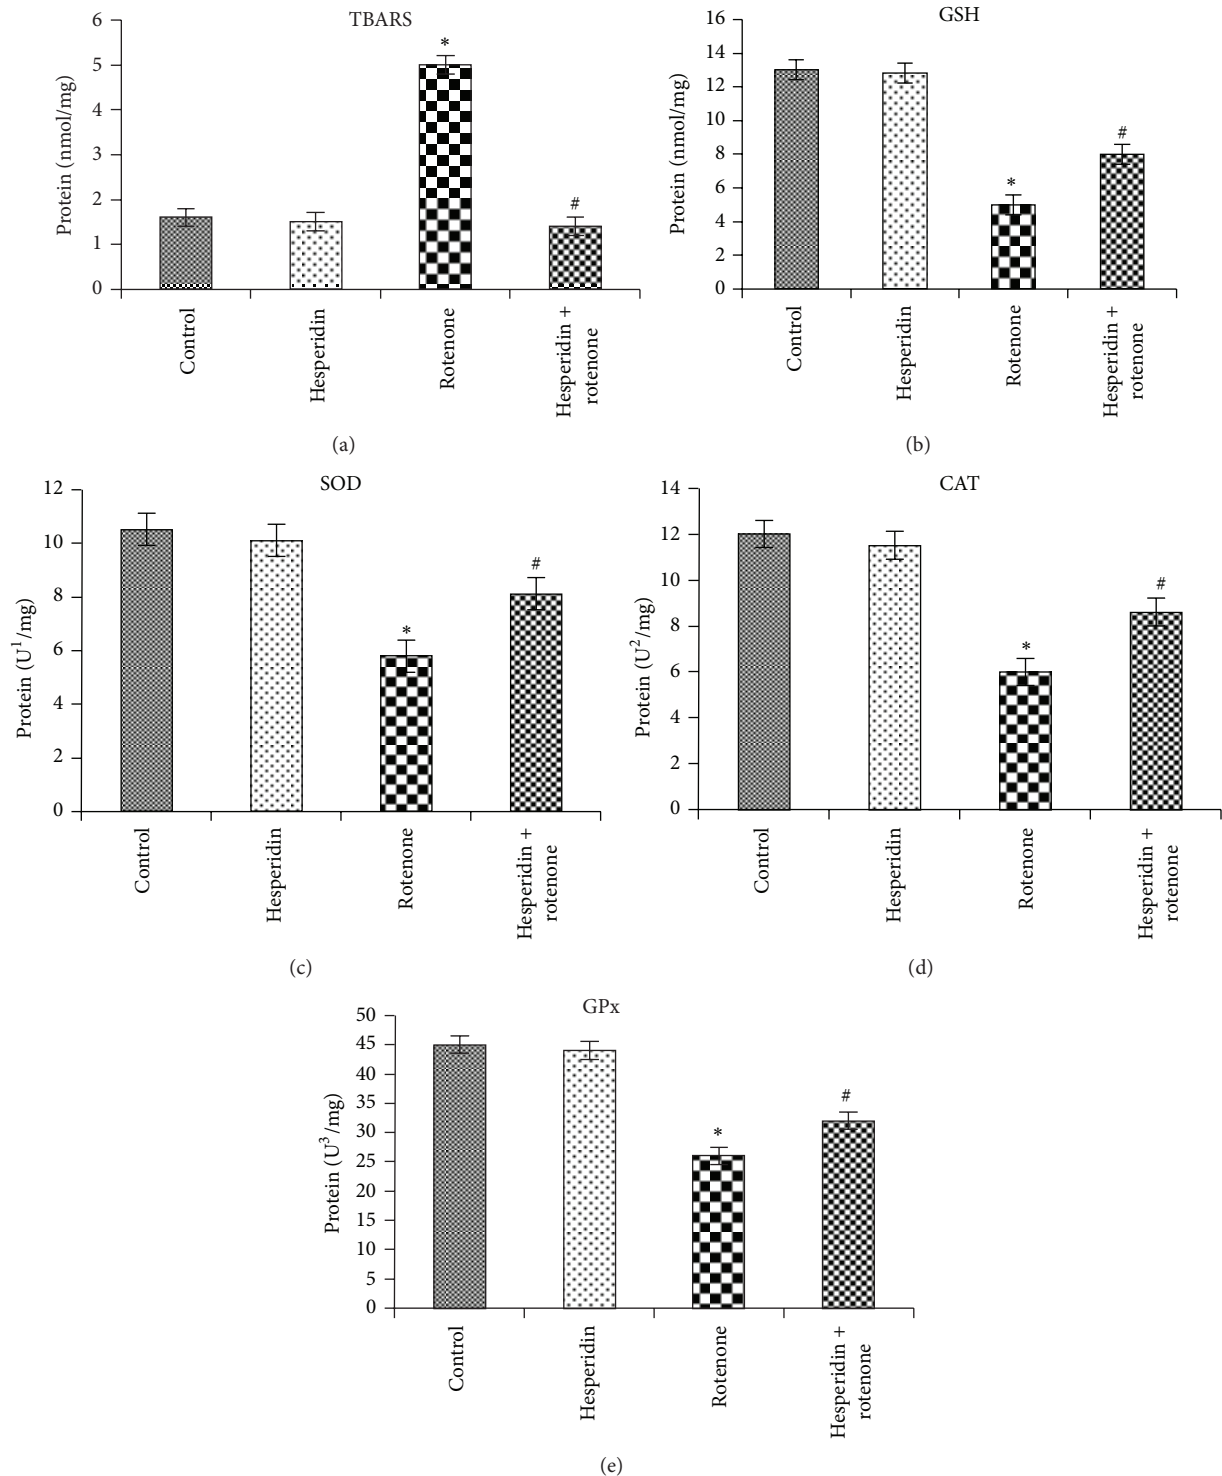 TBARS
6
5
4
3
2
1
0
Protein (nmol/mg)
*
#
Control
Hesperidin
Rotenone
Hesperidin +
rotenone
(a)
GSH
16
14
12
10
8
6
4
2
0
Protein (nmol/mg)
*
#
Control
Hesperidin
Rotenone
Hesperidin +
rotenone
(b)
SOD
12
10
8
6
4
2
0
Protein (U¹/mg)
*
#
Control
Hesperidin
Rotenone
Hesperidin +
rotenone
(c)
CAT
14
12
10
8
6
4
2
0
Protein (U²/mg)
*
#
Control
Hesperidin
Rotenone
Hesperidin +
rotenone
(d)
GPx
50
45
40
35
30
25
20
15
10
5
0
Protein (U³/mg)
*
#
Control
Hesperidin
Rotenone
Hesperidin +
rotenone
(e)